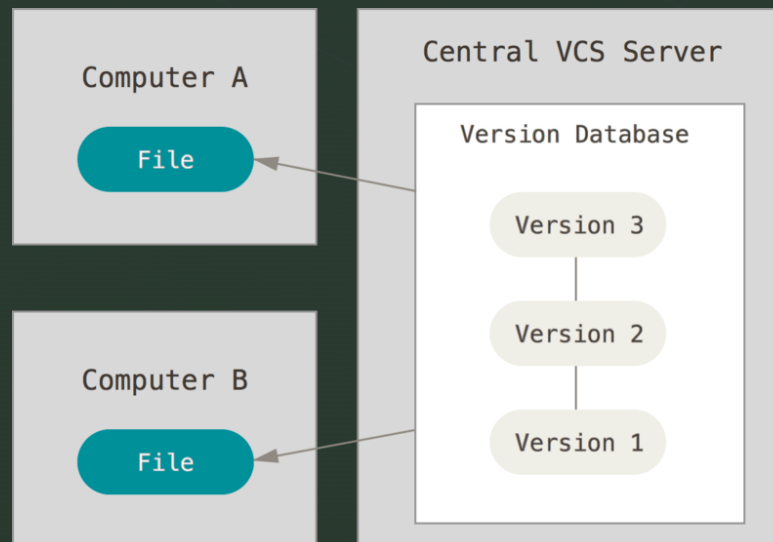 Computer A
File
Computer B
File
Central VCS Server
Version Database
Version 3
Version 2
Version 1